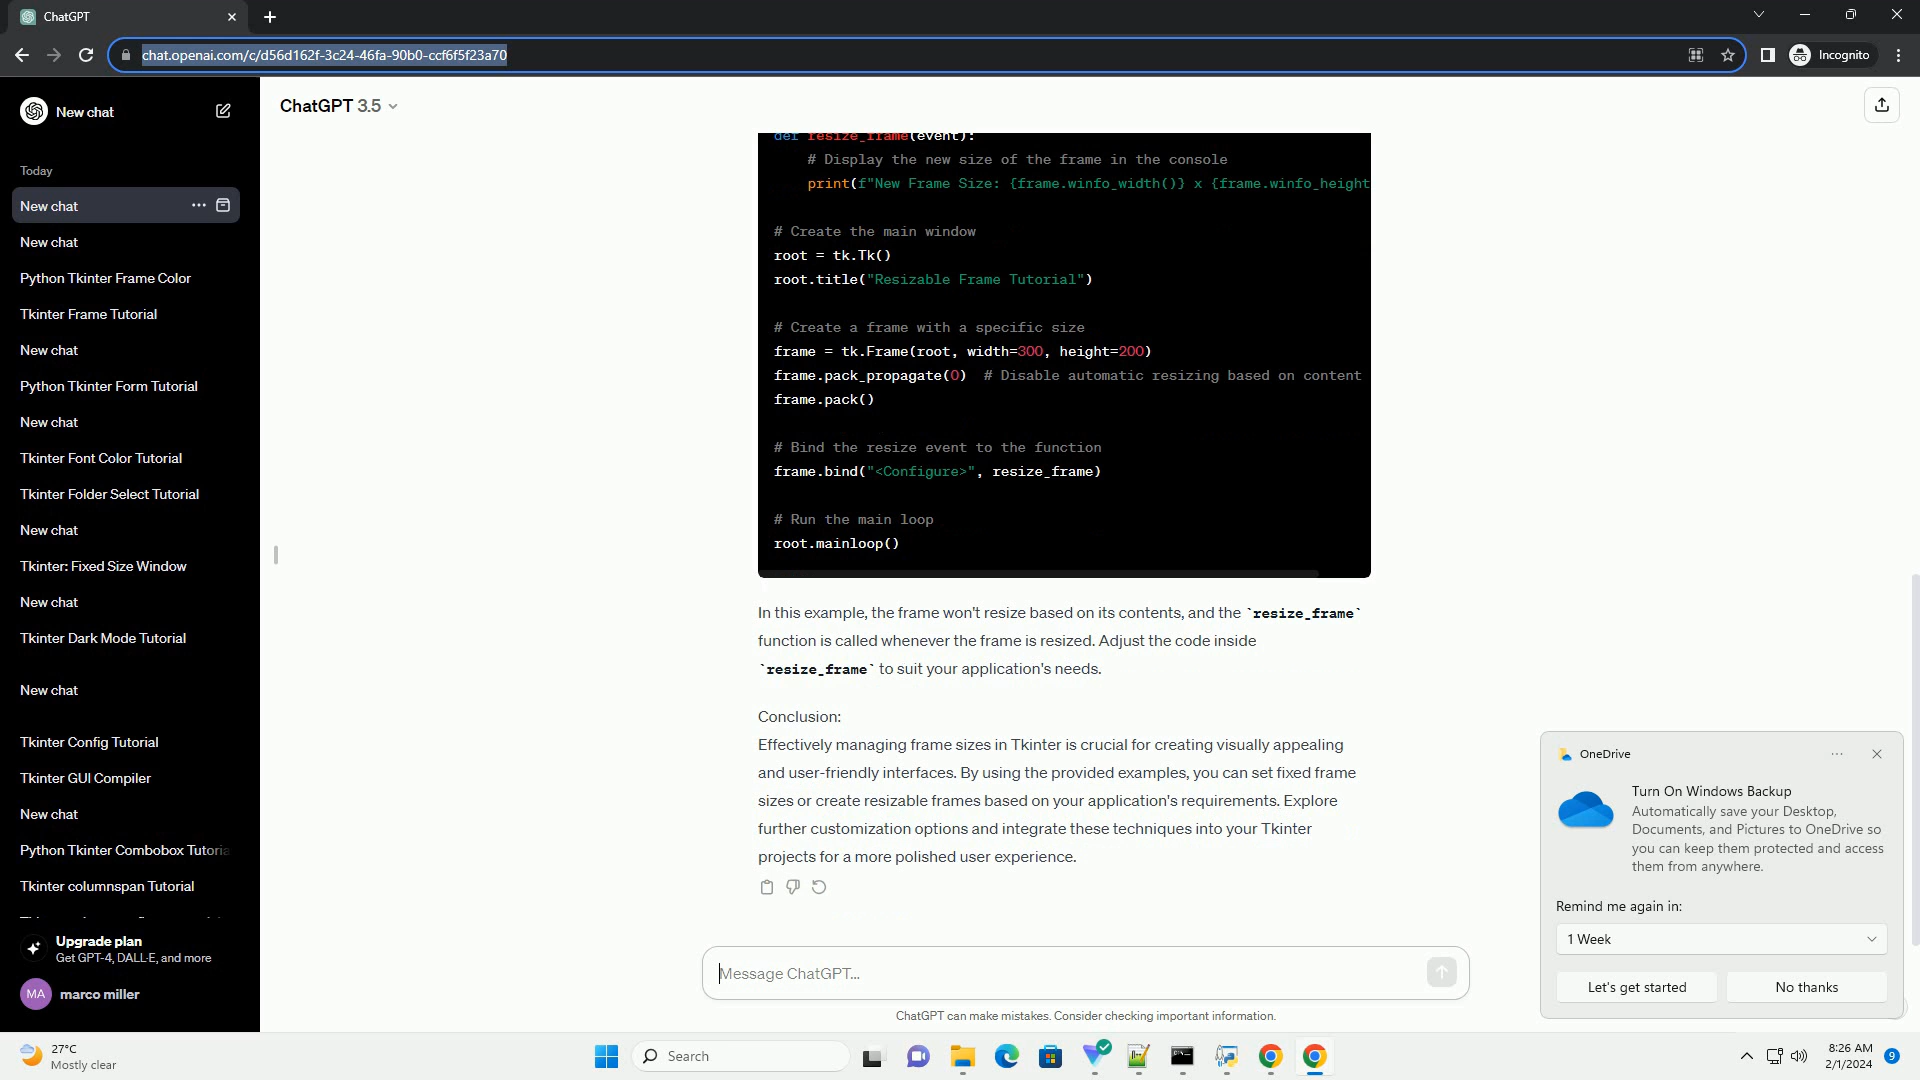 ChatGPT
chat.openai.com/c/d56d162f-3c24-46fa-90b0-ccf6f5f23a70
Incognito
New chat
Today
New chat
New chat
Python Tkinter Frame Color
Tkinter Frame Tutorial
New chat
Python Tkinter Form Tutorial
New chat
Tkinter Font Color Tutorial
Tkinter Folder Select Tutorial
New chat
Tkinter: Fixed Size Window
New chat
Tkinter Dark Mode Tutorial
New chat
Tkinter Config Tutorial
Tkinter GUI Compiler
New chat
Python Tkinter Combobox Tutoria
Tkinter columnspan Tutorial
Upgrade plan
Get GPT-4, DALL·E, and more
MA
marco miller
ChatGPT 3.5
def resize_frame(event):
# Display the new size of the frame in the console
print(f"New Frame Size: {frame.winfo_width()} x {frame.winfo_height
# Create the main window
root = tk.Tk()
root.title("Resizable Frame Tutorial")
# Create a frame with a specific size
frame = tk.Frame(root, width=300, height=200)
frame.pack_propagate(0)  # Disable automatic resizing based on content
frame.pack()
# Bind the resize event to the function
frame.bind("<Configure>", resize_frame)
# Run the main loop
root.mainloop()
In this example, the frame won't resize based on its contents, and the `resize_frame`
function is called whenever the frame is resized. Adjust the code inside
`resize_frame` to suit your application's needs.
Conclusion:
Effectively managing frame sizes in Tkinter is crucial for creating visually appealing
and user-friendly interfaces. By using the provided examples, you can set fixed frame
sizes or create resizable frames based on your application's requirements. Explore
further customization options and integrate these techniques into your Tkinter
projects for a more polished user experience.
Message ChatGPT...
ChatGPT can make mistakes. Consider checking important information.
OneDrive
Turn On Windows Backup
Automatically save your Desktop,
Documents, and Pictures to OneDrive so
you can keep them protected and access
them from anywhere.
Remind me again in:
1 Week
Let's get started
No thanks
27°C
Mostly clear
Search
8:26 AM
2/1/2024
9